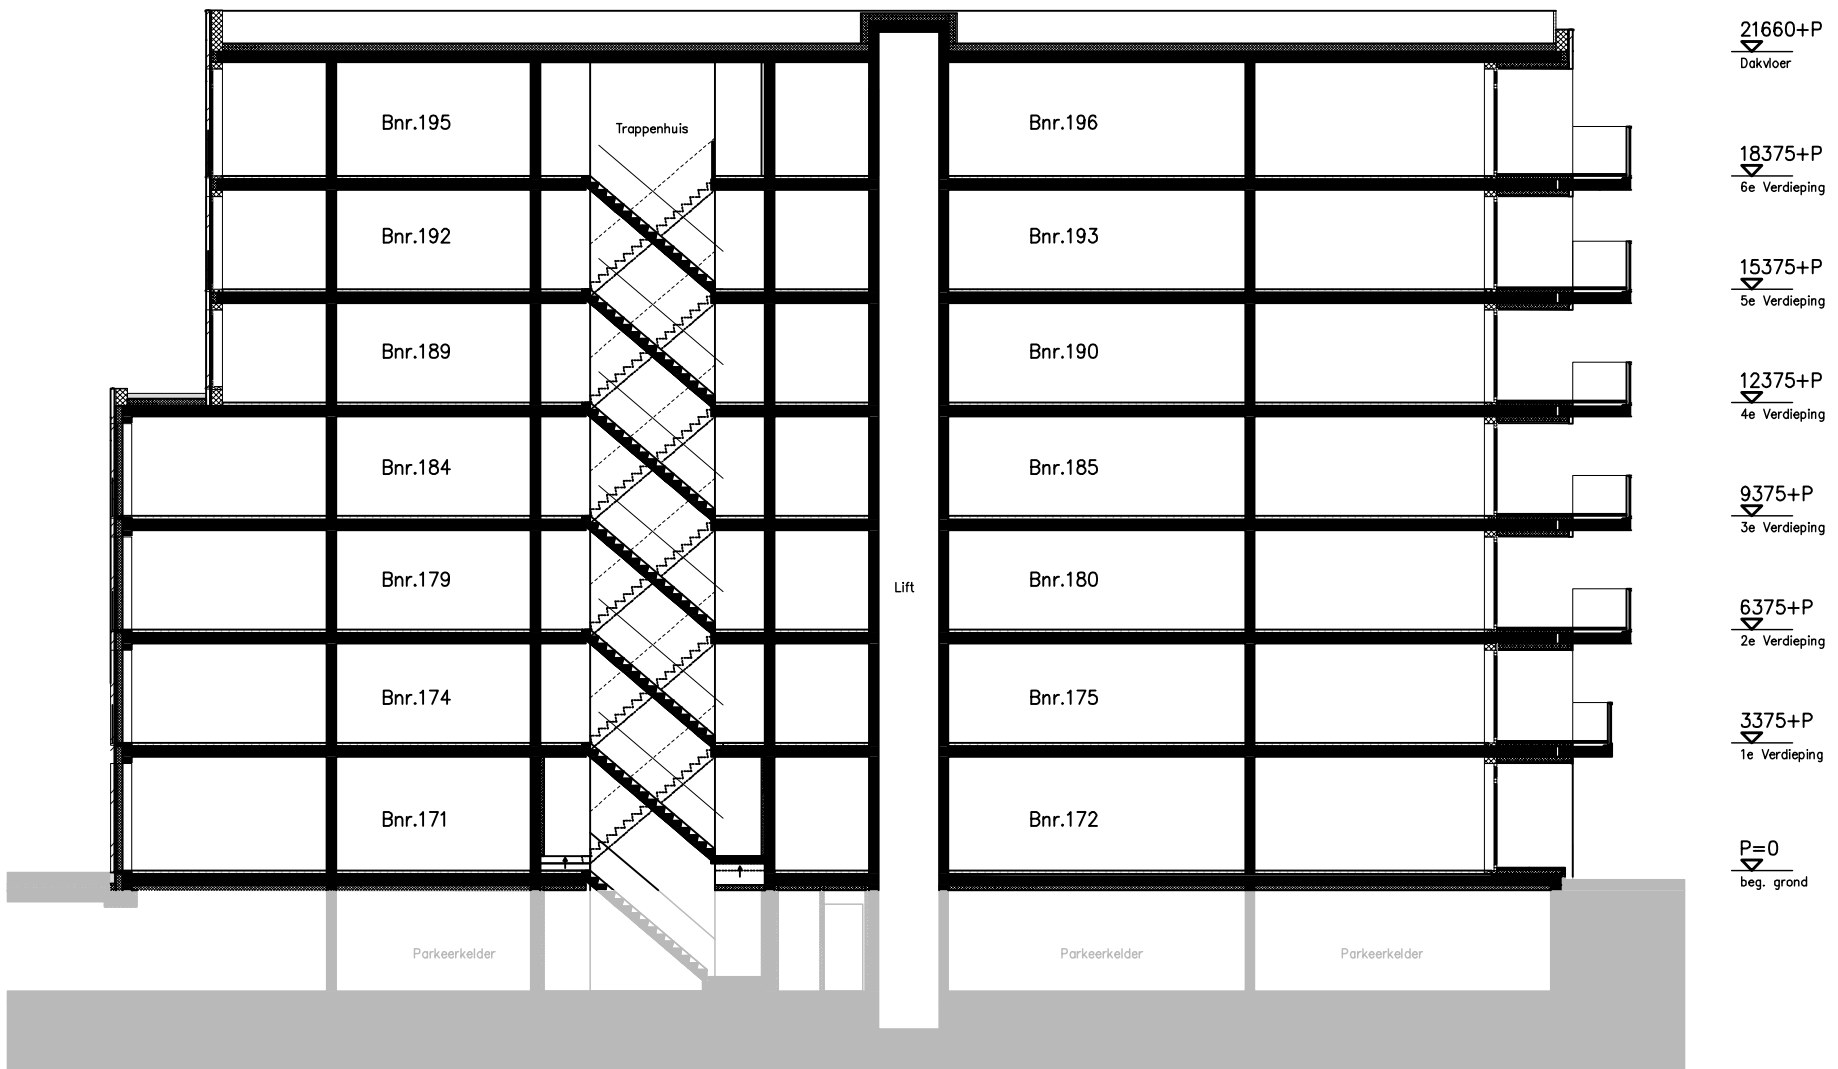 21660+P
Dakvloer
Bnr.195
Trappenhuis
Bnr.196
18375+P
6e Verdieping
Bnr.192
Bnr.193
15375+P
5e Verdieping
Bnr.189
Bnr.190
12375+P
4e Verdieping
Bnr.184
Bnr.185
9375+P
3e Verdieping
Bnr.179
Lift
Bnr.180
6375+P
2e Verdieping
Bnr.174
Bnr.175
3375+P
1e Verdieping
Bnr.171
Bnr.172
P=0
beg. grond
Parkeerkelder
Parkeerkelder
Parkeerkelder